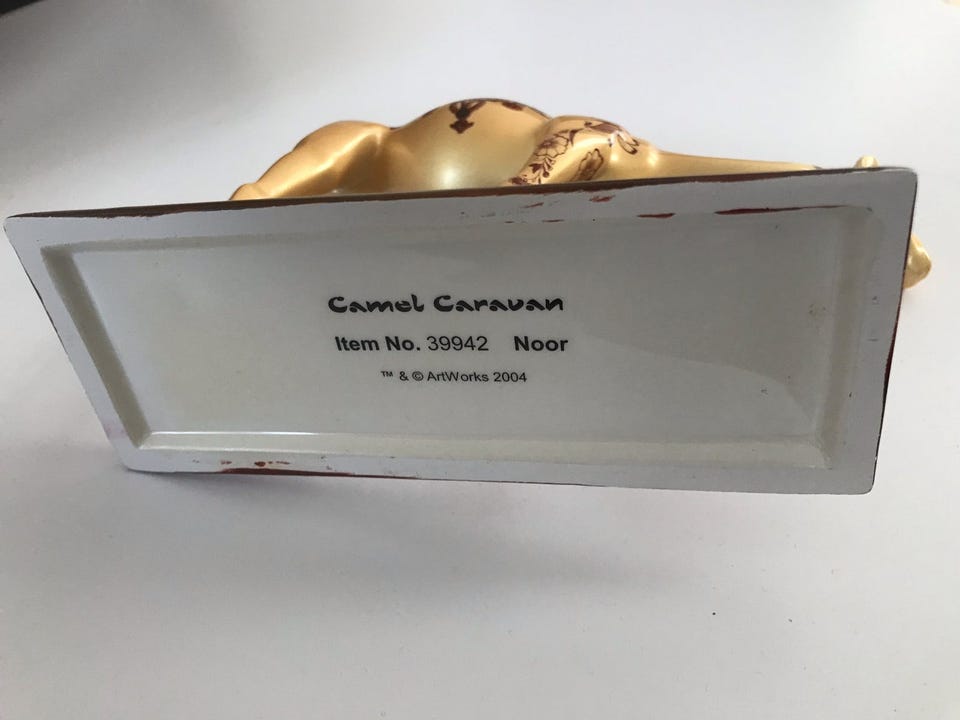 Camel Caravan
Item No. 39942 Noor
™ & © ArtWorks 2004